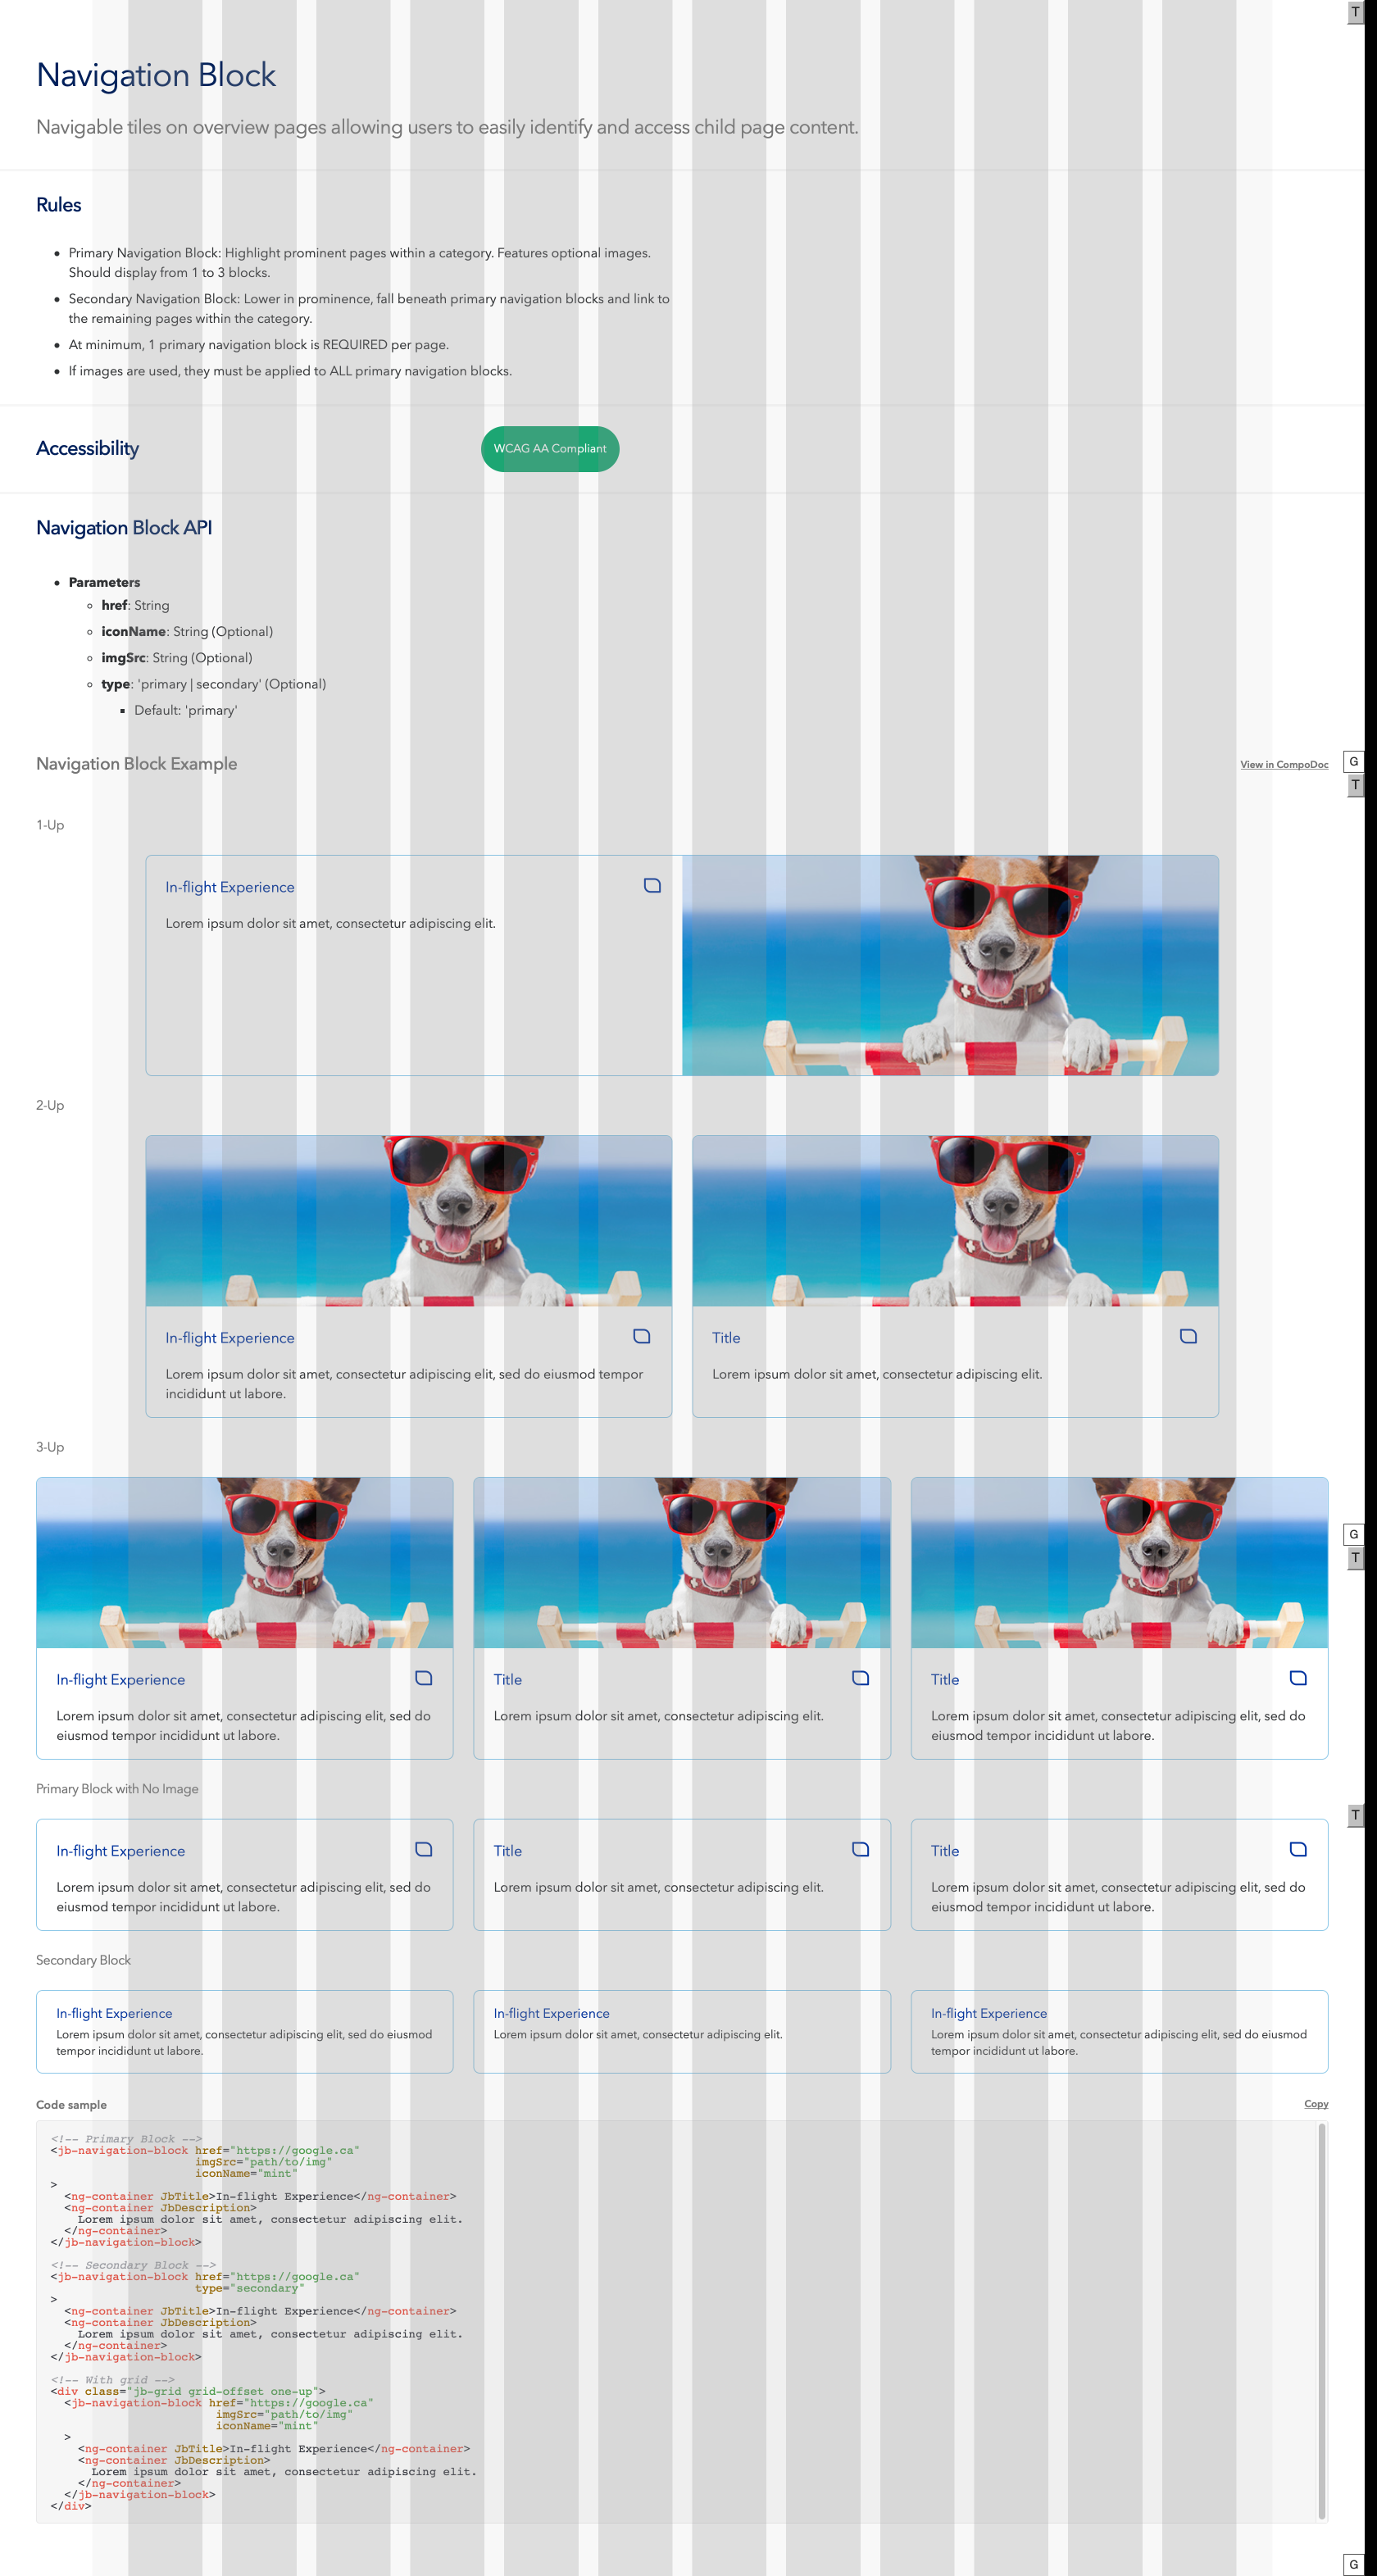 T
Navigation Block
Navigable tiles on overview pages allowing users to easily identify and access child page content.
Rules
Primary Navigation Block: Highlight prominent pages within a category. Features optional images.
Should display from 1 to 3 blocks.
Secondary Navigation Block: Lower in prominence, fall beneath primary navigation blocks and link to
the remaining pages within the category.
At minimum, 1 primary navigation block is REQUIRED per page.
If images are used, they must be applied to ALL primary navigation blocks.
Accessibility
WCAG AA Compliant
Navigation Block API
Parameters
href: String
iconName: String (Optional)
imgSrc: String (Optional)
type: 'primary | secondary' (Optional)
Default: 'primary'
Navigation Block Example
View in CompoDoc
G
T
1-Up
In-flight Experience
Lorem ipsum dolor sit amet, consectetur adipiscing elit.
2-Up
In-flight Experience
Lorem ipsum dolor sit amet, consectetur adipiscing elit, sed do eiusmod tempor
incididunt ut labore.
Title
Lorem ipsum dolor sit amet, consectetur adipiscing elit.
3-Up
G
T
In-flight Experience
Lorem ipsum dolor sit amet, consectetur adipiscing elit, sed do
eiusmod tempor incididunt ut labore.
Title
Lorem ipsum dolor sit amet, consectetur adipiscing elit.
Title
Lorem ipsum dolor sit amet, consectetur adipiscing elit, sed do
eiusmod tempor incididunt ut labore.
Primary Block with No Image
T
In-flight Experience
Lorem ipsum dolor sit amet, consectetur adipiscing elit, sed do
eiusmod tempor incididunt ut labore.
Title
Lorem ipsum dolor sit amet, consectetur adipiscing elit.
Title
Lorem ipsum dolor sit amet, consectetur adipiscing elit, sed do
eiusmod tempor incididunt ut labore.
Secondary Block
In-flight Experience
Lorem ipsum dolor sit amet, consectetur adipiscing elit, sed do eiusmod
tempor incididunt ut labore.
In-flight Experience
Lorem ipsum dolor sit amet, consectetur adipiscing elit.
In-flight Experience
Lorem ipsum dolor sit amet, consectetur adipiscing elit, sed do eiusmod
tempor incididunt ut labore.
Code sample
Copy
<!-- Primary Block -->
<jb-navigation-block href="https://google.ca"
imgSrc="path/to/img"
iconName="mint"
>
<ng-container JbTitle>In-flight Experience</ng-container>
<ng-container JbDescription>
Lorem ipsum dolor sit amet, consectetur adipiscing elit.
</ng-container>
</jb-navigation-block>
<!-- Secondary Block -->
<jb-navigation-block href="https://google.ca"
type="secondary"
>
<ng-container JbTitle>In-flight Experience</ng-container>
<ng-container JbDescription>
Lorem ipsum dolor sit amet, consectetur adipiscing elit.
</ng-container>
</jb-navigation-block>
<!-- With grid -->
<div class="jb-grid grid-offset one-up">
<jb-navigation-block href="https://google.ca"
imgSrc="path/to/img"
iconName="mint"
>
<ng-container JbTitle>In-flight Experience</ng-container>
<ng-container JbDescription>
Lorem ipsum dolor sit amet, consectetur adipiscing elit.
</ng-container>
</jb-navigation-block>
</div>
G